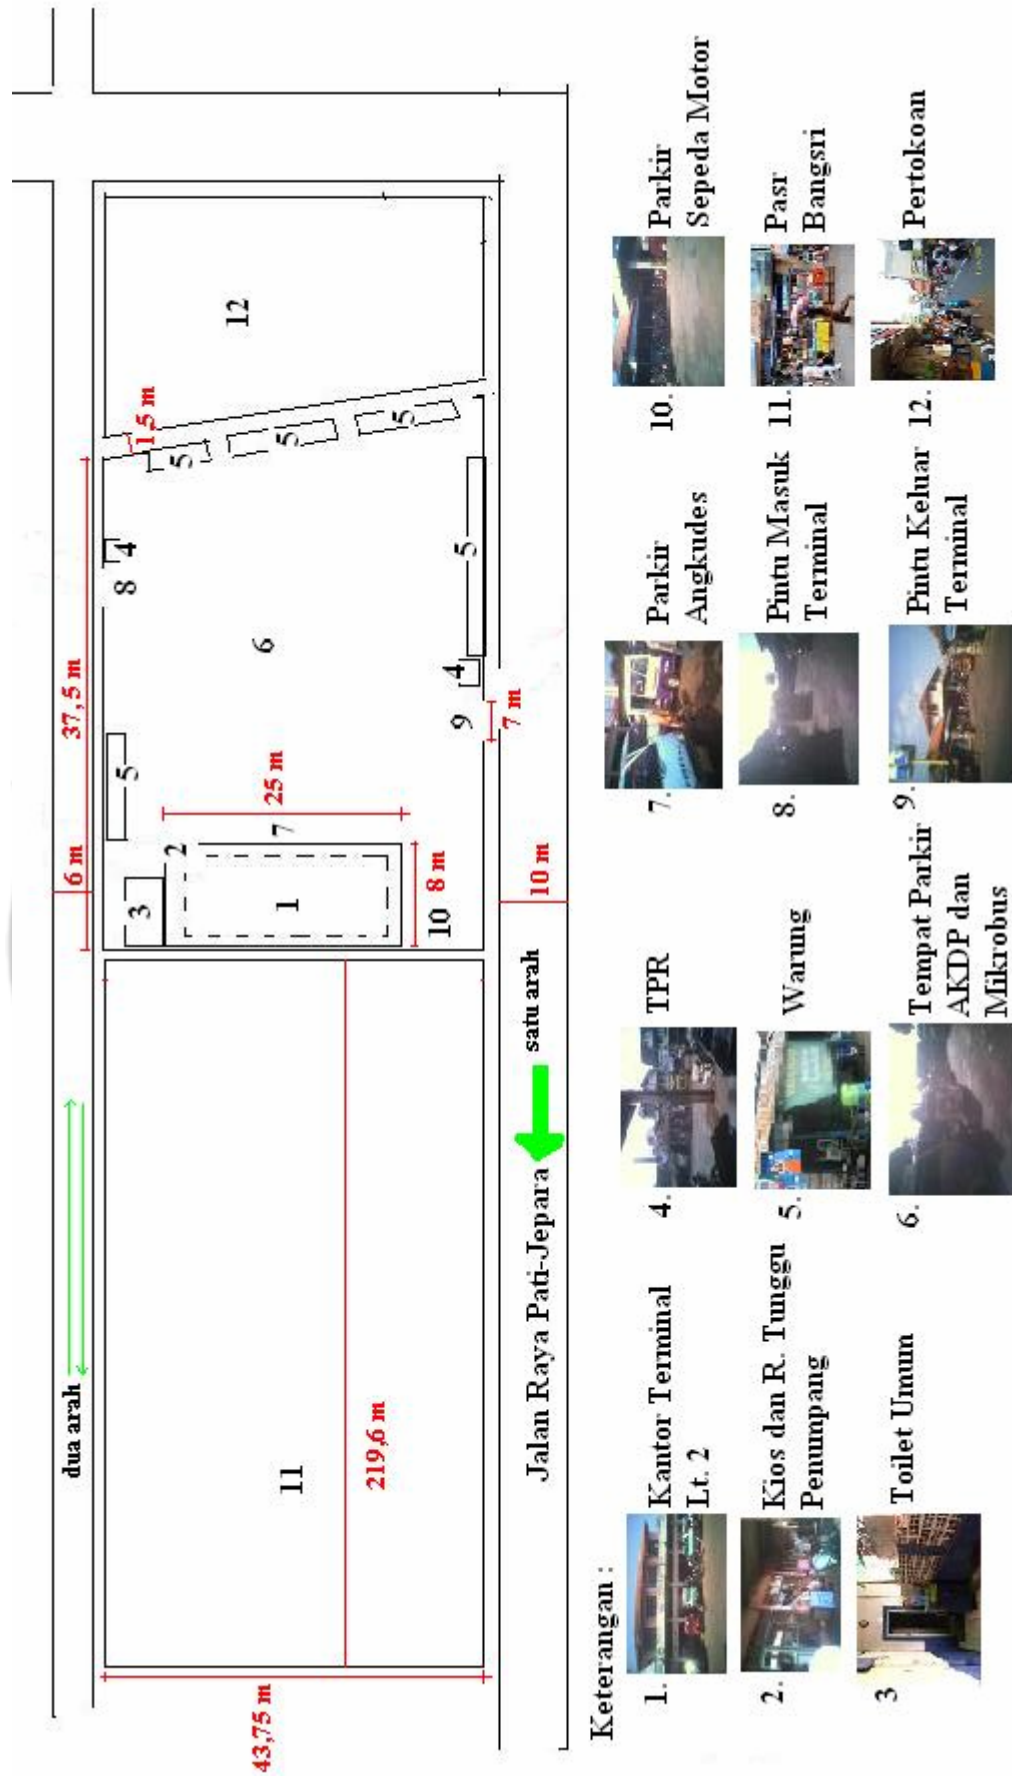 dua arah
6 m
37,5 m
1,5 m
43,75 m
219,6 m
11
3
2
1
7
10
8 m
25 m
5
8
4
6
9
7 m
4
5
5
5
5
12
10 m
Jalan Raya Pati-Jepara
satu arah
Keterangan :
1.
Kantor Terminal
Lt. 2
2.
Kios dan R. Tunggu
Penumpang
3
Toilet Umum
4.
TPR
5.
Warung
6.
Tempat Parkir
AKDP dan
Mikrobus
7.
Parkir
Angkudes
8.
Pintu Masuk
Terminal
9.
Pintu Keluar
Terminal
10.
Parkir
Sepeda Motor
11.
Pasr
Bangsri
12.
Pertokoan